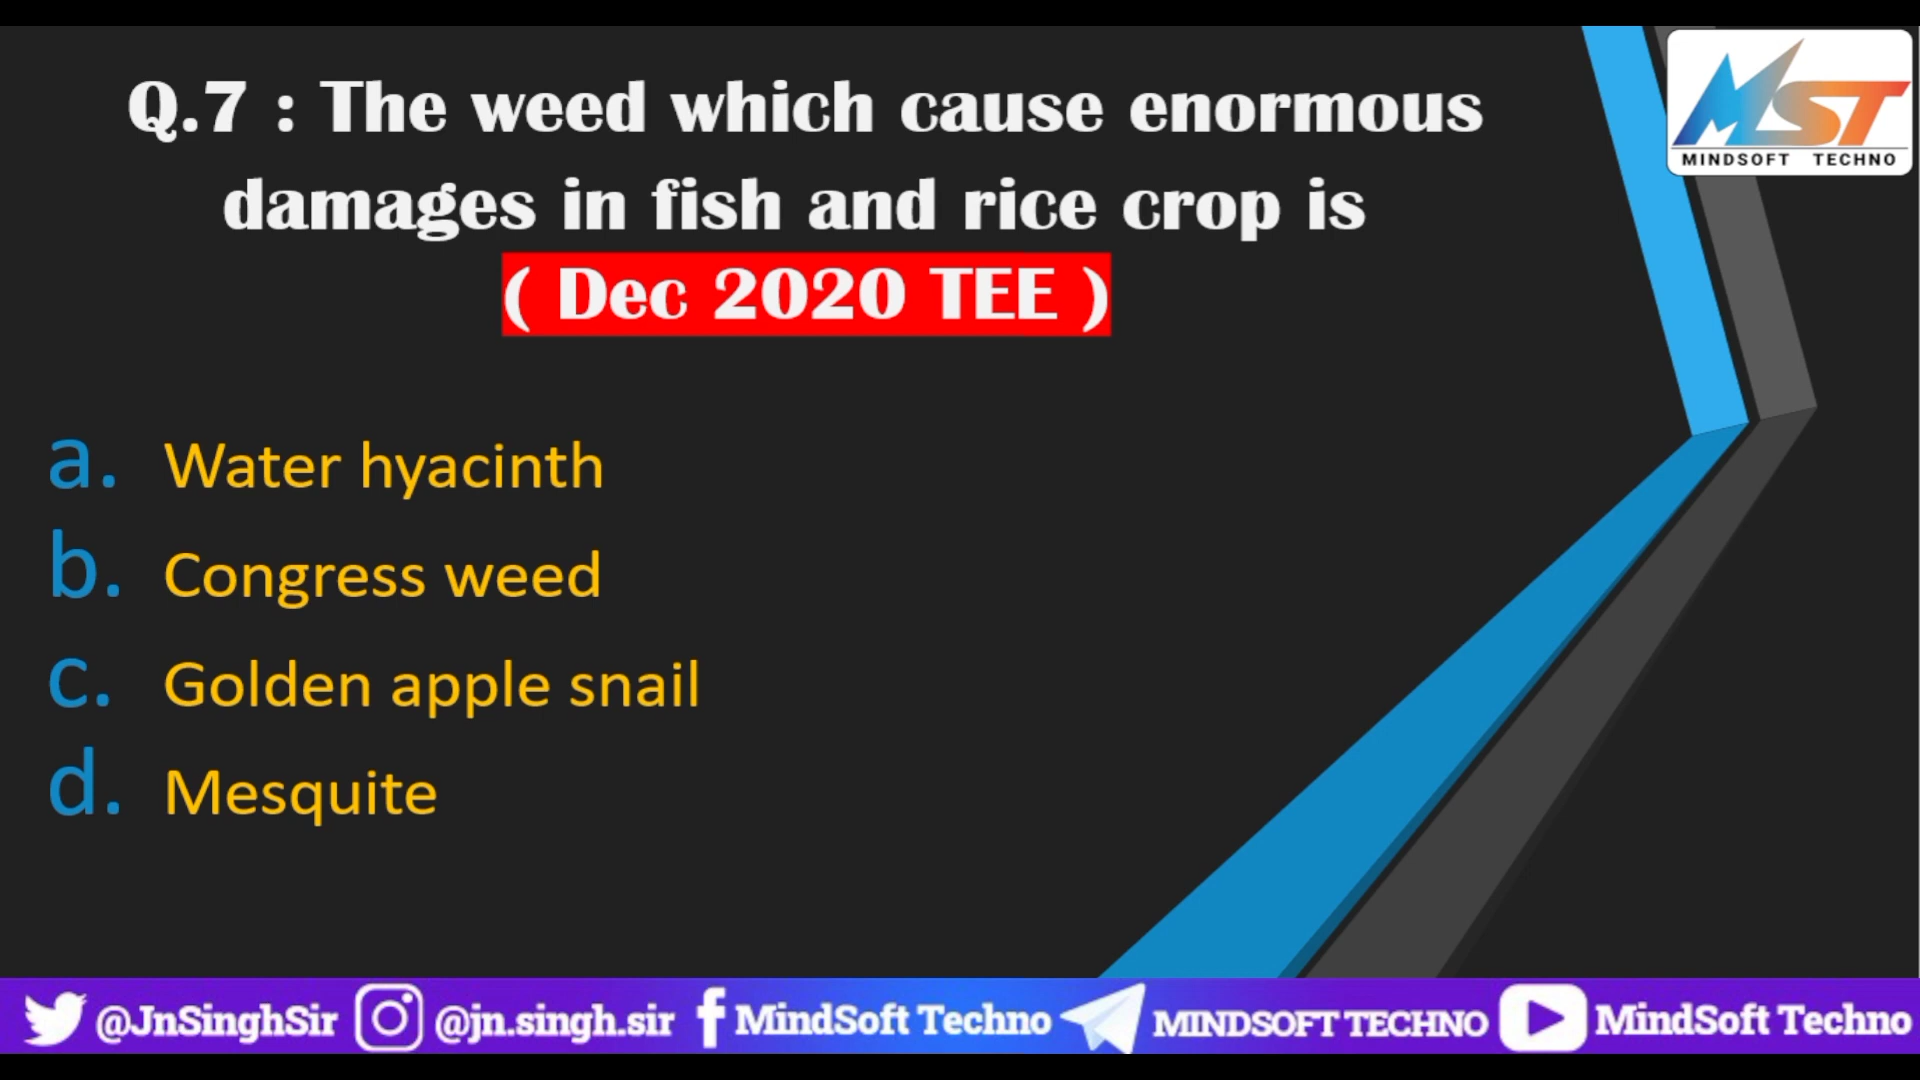 Q.7 : The weed which cause enormous
damages in fish and rice crop is
( Dec 2020 TEE )
MST
MINDSOFT TECHNO
a. Water hyacinth
b. Congress weed
c. Golden apple snail
d. Mesquite
@JnSinghSir @jn.singh.sir MindSoft Techno MINDSOFT TECHNO MindSoft Techno